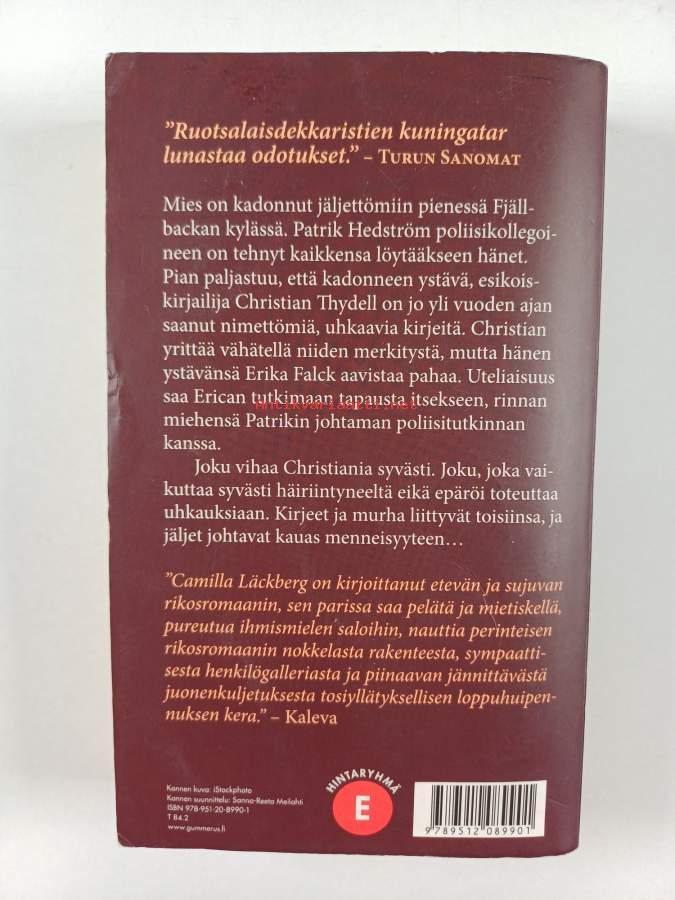 ”Ruotsalaisdekkaristien kuningatar
lunastaa odotukset.” – Turun Sanomat
Mies on kadonnut jäljettömiin pienessä Fjäll-
backan kylässä. Patrik Hedström poliisikollegoi-
neen on tehnyt kaikkensa löytääkseen hänet.
Pian paljastuu, että kadonneen ystävä, esikois-
kirjailija Christian Thydell on jo yli vuoden ajan
saanut nimettömiä, uhkaavia kirjeitä. Christian
yrittää vähätellä niiden merkitystä, mutta hänen
ystävänsä Erika Falck aavistaa pahaa. Uteliaisuus
saa Erican tutkimaan tapausta itsekseen, rinnan
antikvariaatti.net
miehensä Patrikin johtaman poliisitutkinnan
kanssa.
Joku vihaa Christiania syvästi. Joku, joka vai-
kuttaa syvästi häiriintyneeltä eikä epäröi toteuttaa
uhkauksiaan. Kirjeet ja murha liittyvät toisiinsa, ja
jäljet johtavat kauas menneisyyteen…
”Camilla Läckberg on kirjoittanut etevän ja sujuvan
rikosromaanin, sen parissa saa pelätä ja mietiskellä,
pureutua ihmismielen saloihin, nauttia perinteisen
rikosromaanin nokkelasta rakenteesta, sympaatti-
sesta henkilögalleriasta ja piinaavan jännittävästä
juonenkuljetuksesta tosiyllätyksellisen loppuhuipen-
nuksen kera.” – Kaleva
Kannen kuva: iStockphoto
Kannen suunnittelu: Sanna-Reeta Meilahti
ISBN 978-951-20-8990-1
T 84.2
www.gummerus.fi
HINTARYHMÄ
E
9789512089901